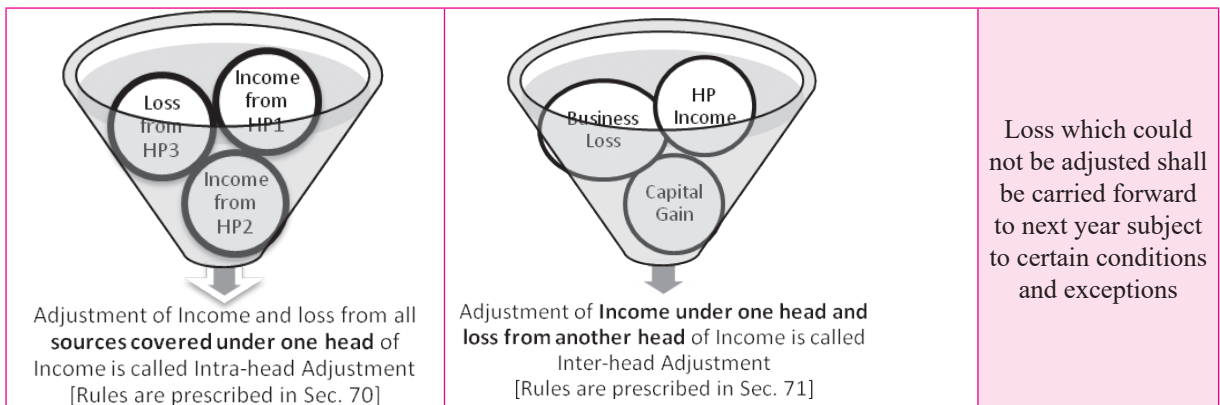 Loss
from
HP3
Income
from
HP1
Income
from
HP2
Adjustment of Income and loss from all
sources covered under one head of
Income is called Intra-head Adjustment
[Rules are prescribed in Sec. 70]
Business
Loss
HP
Income
Capital
Gain
Adjustment of Income under one head and
loss from another head of Income is called
Inter-head Adjustment
[Rules are prescribed in Sec. 71]
Loss which could
not be adjusted shall
be carried forward
to next year subject
to certain conditions
and exceptions